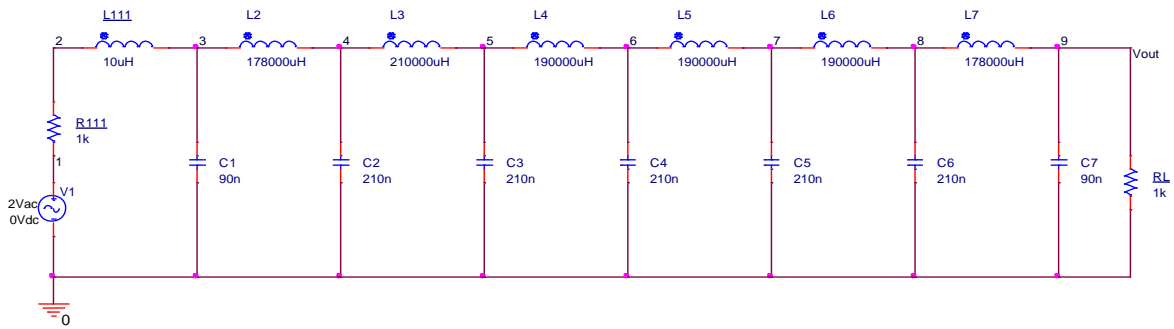 L111 L2 L3 L4 L5 L6 L7
2 3 4 5 6 7 8 9
Vout
10uH 178000uH 210000uH 190000uH 190000uH 190000uH 178000uH
R111
1k
1
C1 C2 C3 C4 C5 C6 C7
90n 210n 210n 210n 210n 210n 90n
RL
1k
V1
2Vac
0Vdc
0